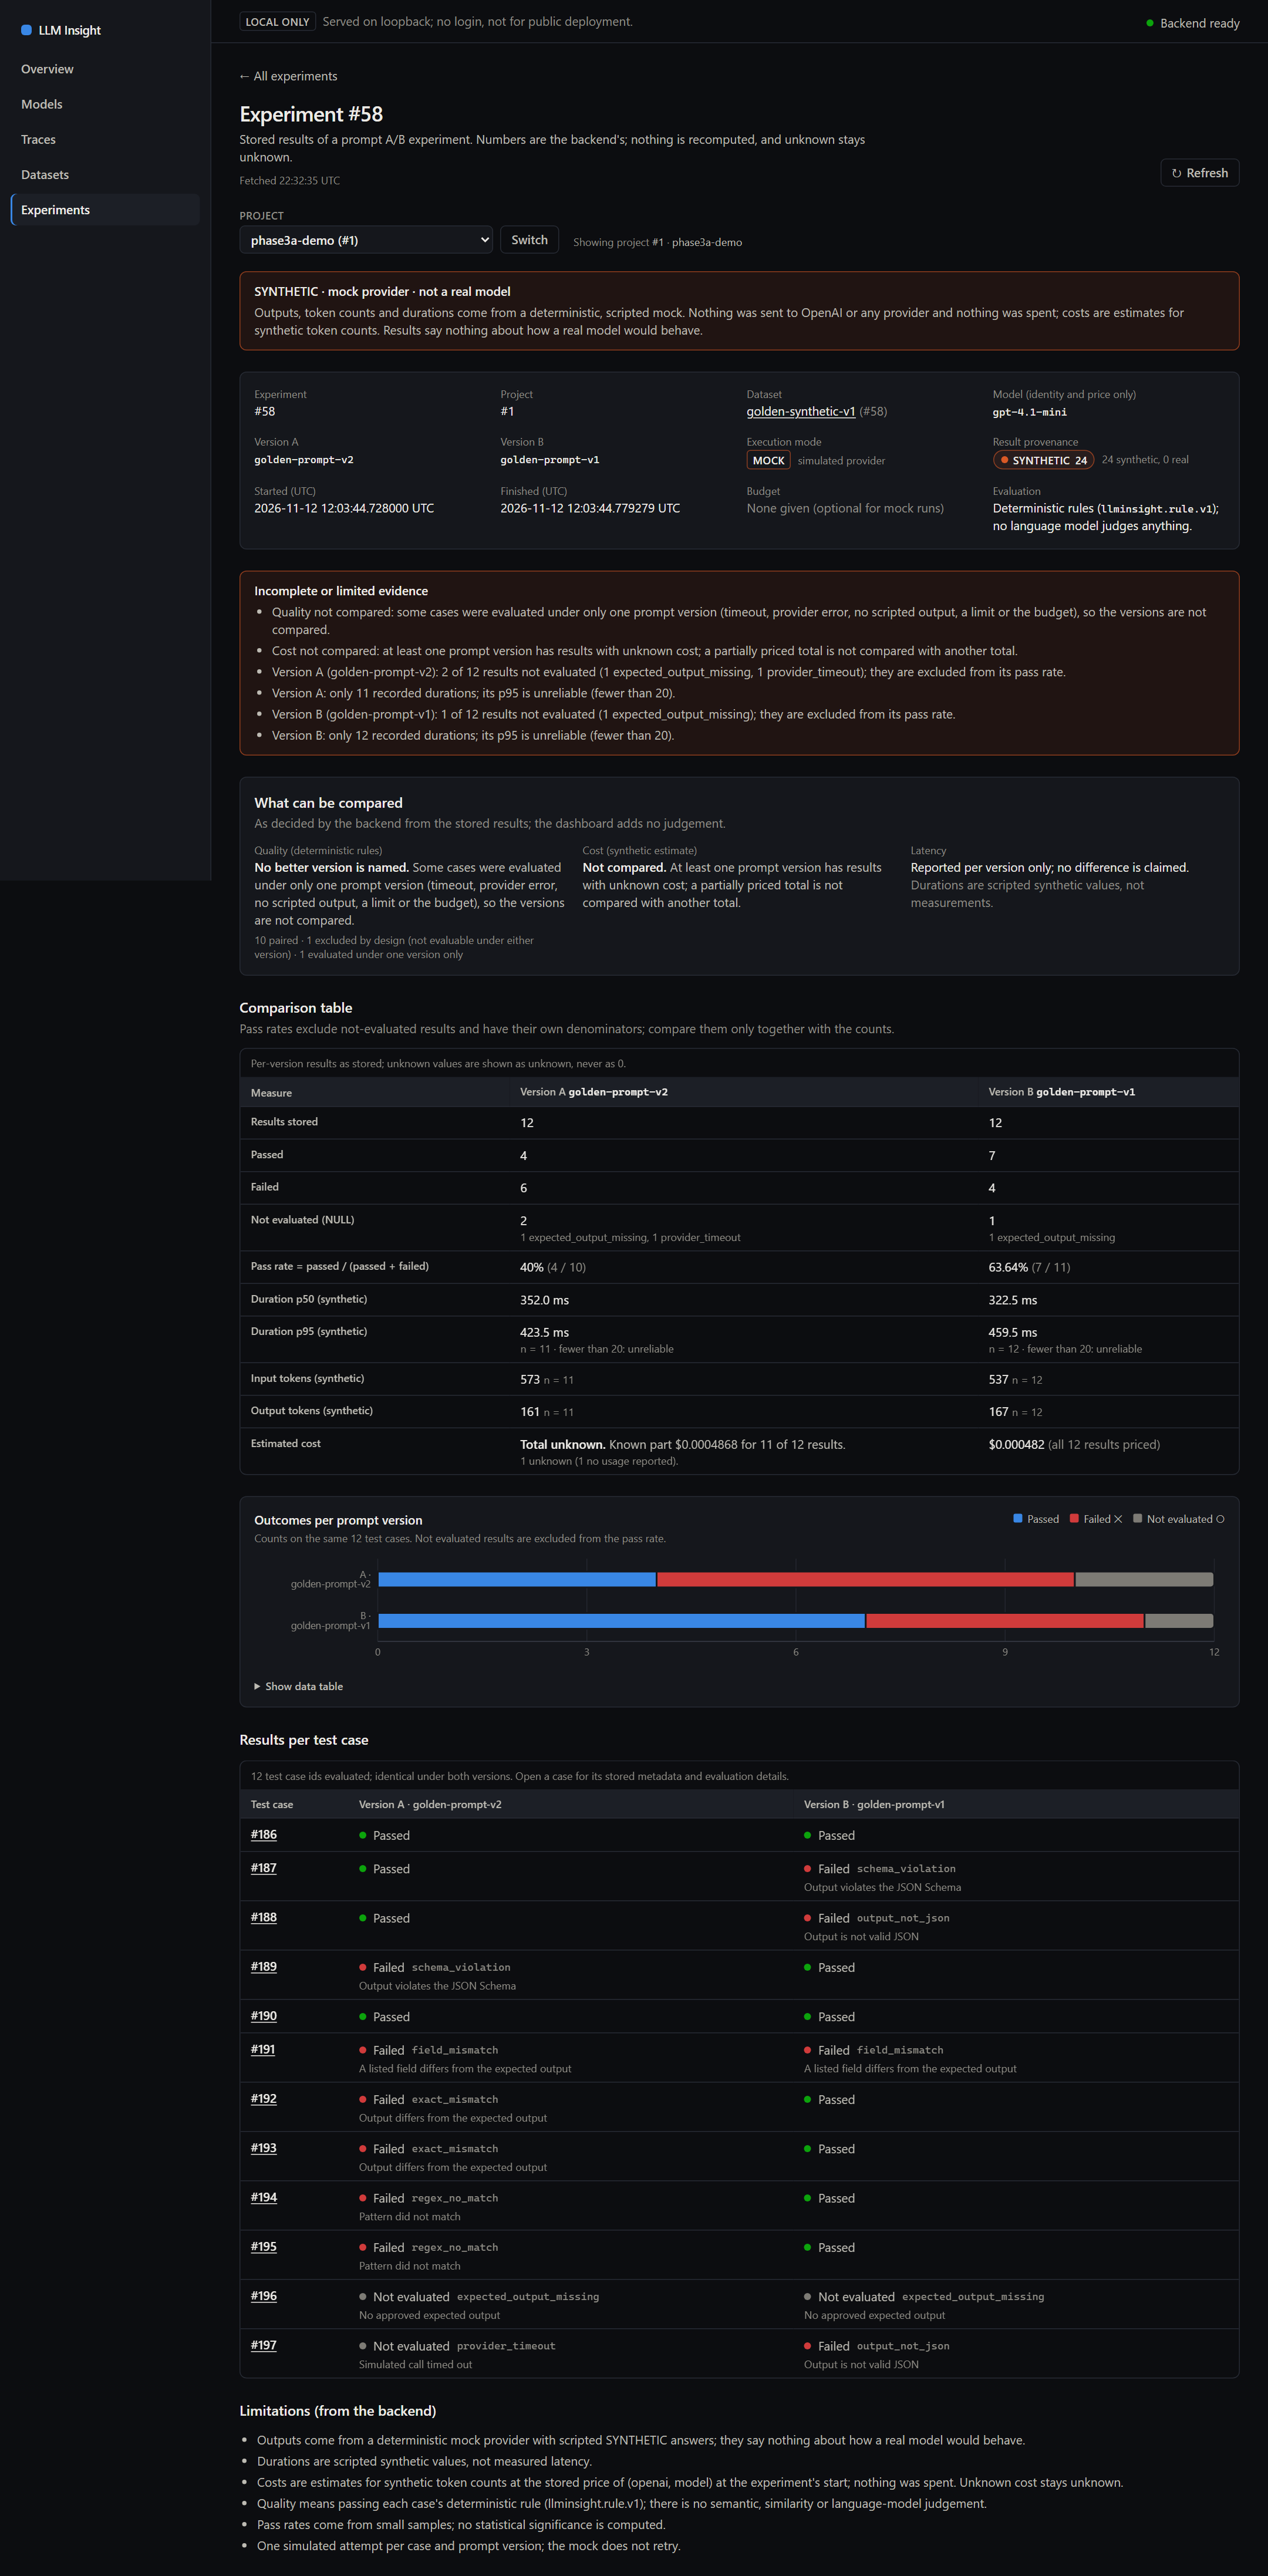 LLM Insight
Overview
Models
Traces
Datasets
Experiments
LOCAL ONLY Served on loopback; no login, not for public deployment.
Backend ready
← All experiments
Experiment #58
Stored results of a prompt A/B experiment. Numbers are the backend's; nothing is recomputed, and unknown stays
unknown.
Fetched 22:32:35 UTC
↻ Refresh
PROJECT
phase3a-demo (#1)
Switch
Showing project #1 · phase3a-demo
SYNTHETIC · mock provider · not a real model
Outputs, token counts and durations come from a deterministic, scripted mock. Nothing was sent to OpenAI or any provider and nothing was spent; costs are estimates for
synthetic token counts. Results say nothing about how a real model would behave.
Experiment
#58
Project
#1
Dataset
golden-synthetic-v1 (#58)
Model (identity and price only)
gpt-4.1-mini
Version A
golden-prompt-v2
Version B
golden-prompt-v1
Execution mode
MOCK simulated provider
Result provenance
SYNTHETIC 24 24 synthetic, 0 real
Started (UTC)
2026-11-12 12:03:44.728000 UTC
Finished (UTC)
2026-11-12 12:03:44.779279 UTC
Budget
None given (optional for mock runs)
Evaluation
Deterministic rules (llminsight.rule.v1);
no language model judges anything.
Incomplete or limited evidence
• Quality not compared: some cases were evaluated under only one prompt version (timeout, provider error, no scripted output, a limit or the budget), so the versions are not
compared.
• Cost not compared: at least one prompt version has results with unknown cost; a partially priced total is not compared with another total.
• Version A (golden-prompt-v2): 2 of 12 results not evaluated (1 expected_output_missing, 1 provider_timeout); they are excluded from its pass rate.
• Version A: only 11 recorded durations; its p95 is unreliable (fewer than 20).
• Version B (golden-prompt-v1): 1 of 12 results not evaluated (1 expected_output_missing); they are excluded from its pass rate.
• Version B: only 12 recorded durations; its p95 is unreliable (fewer than 20).
What can be compared
As decided by the backend from the stored results; the dashboard adds no judgement.
Quality (deterministic rules)
No better version is named. Some cases were evaluated
under only one prompt version (timeout, provider error,
no scripted output, a limit or the budget), so the versions
are not compared.
10 paired · 1 excluded by design (not evaluable under either
version) · 1 evaluated under one version only
Cost (synthetic estimate)
Not compared. At least one prompt version has results
with unknown cost; a partially priced total is not
compared with another total.
Latency
Reported per version only; no difference is claimed.
Durations are scripted synthetic values, not
measurements.
Comparison table
Pass rates exclude not-evaluated results and have their own denominators; compare them only together with the counts.
Per-version results as stored; unknown values are shown as unknown, never as 0.
Measure Version A golden-prompt-v2 Version B golden-prompt-v1
Results stored 12 12
Passed 4 7
Failed 6 4
Not evaluated (NULL) 2 1
1 expected_output_missing, 1 provider_timeout 1 expected_output_missing
Pass rate = passed / (passed + failed) 40% (4 / 10) 63.64% (7 / 11)
Duration p50 (synthetic) 352.0 ms 322.5 ms
Duration p95 (synthetic) 423.5 ms 459.5 ms
n = 11 · fewer than 20: unreliable n = 12 · fewer than 20: unreliable
Input tokens (synthetic) 573 n = 11 537 n = 12
Output tokens (synthetic) 161 n = 11 167 n = 12
Estimated cost Total unknown. Known part $0.0004868 for 11 of 12 results. $0.000482 (all 12 results priced)
1 unknown (1 no usage reported).
Outcomes per prompt version
Passed Failed ✕ Not evaluated ○
Counts on the same 12 test cases. Not evaluated results are excluded from the pass rate.
A ·
golden-prompt-v2
B ·
golden-prompt-v1
0 3 6 9 12
▶ Show data table
Results per test case
12 test case ids evaluated; identical under both versions. Open a case for its stored metadata and evaluation details.
Test case Version A · golden-prompt-v2 Version B · golden-prompt-v1
#186 Passed Passed
#187 Passed Failed schema_violation
Output violates the JSON Schema
#188 Passed Failed output_not_json
Output is not valid JSON
#189 Failed schema_violation Passed
Output violates the JSON Schema
#190 Passed Passed
#191 Failed field_mismatch Failed field_mismatch
A listed field differs from the expected output A listed field differs from the expected output
#192 Failed exact_mismatch Passed
Output differs from the expected output
#193 Failed exact_mismatch Passed
Output differs from the expected output
#194 Failed regex_no_match Passed
Pattern did not match
#195 Failed regex_no_match Passed
Pattern did not match
#196 Not evaluated expected_output_missing Not evaluated expected_output_missing
No approved expected output No approved expected output
#197 Not evaluated provider_timeout Failed output_not_json
Simulated call timed out Output is not valid JSON
Limitations (from the backend)
• Outputs come from a deterministic mock provider with scripted SYNTHETIC answers; they say nothing about how a real model would behave.
• Durations are scripted synthetic values, not measured latency.
• Costs are estimates for synthetic token counts at the stored price of (openai, model) at the experiment's start; nothing was spent. Unknown cost stays unknown.
• Quality means passing each case's deterministic rule (llminsight.rule.v1); there is no semantic, similarity or language-model judgement.
• Pass rates come from small samples; no statistical significance is computed.
• One simulated attempt per case and prompt version; the mock does not retry.